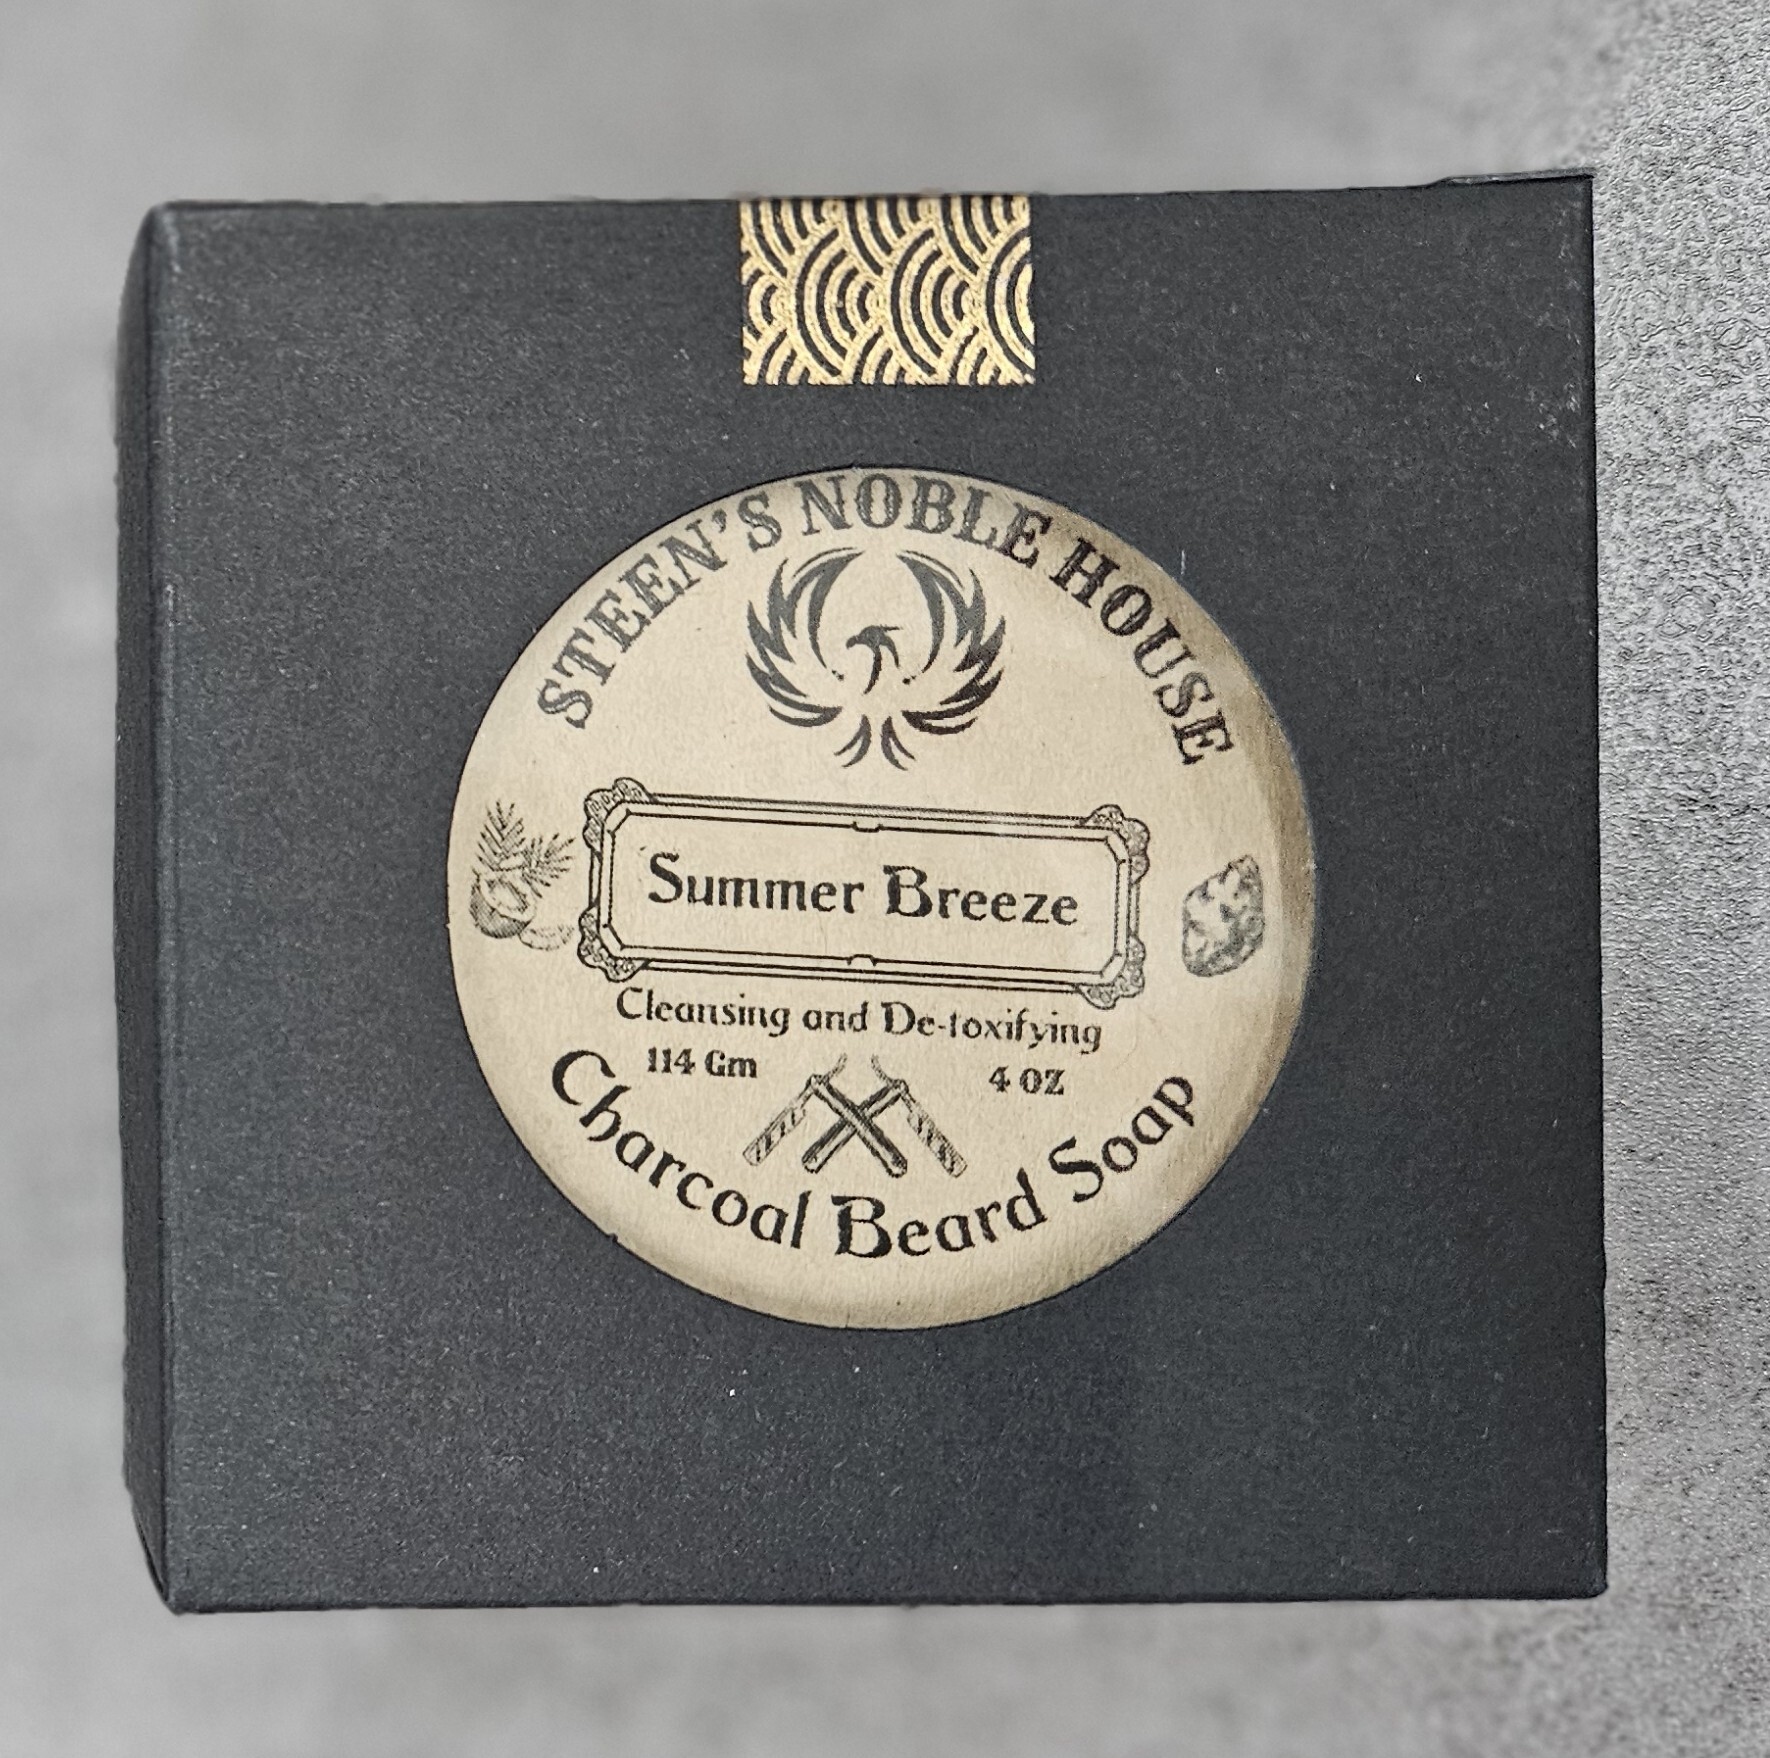 STEEN'S NOBLE HOUSE
Summer Breeze
Cleansing and De-toxifying
114 Gm
4 OZ
Charcoal Beard Soap